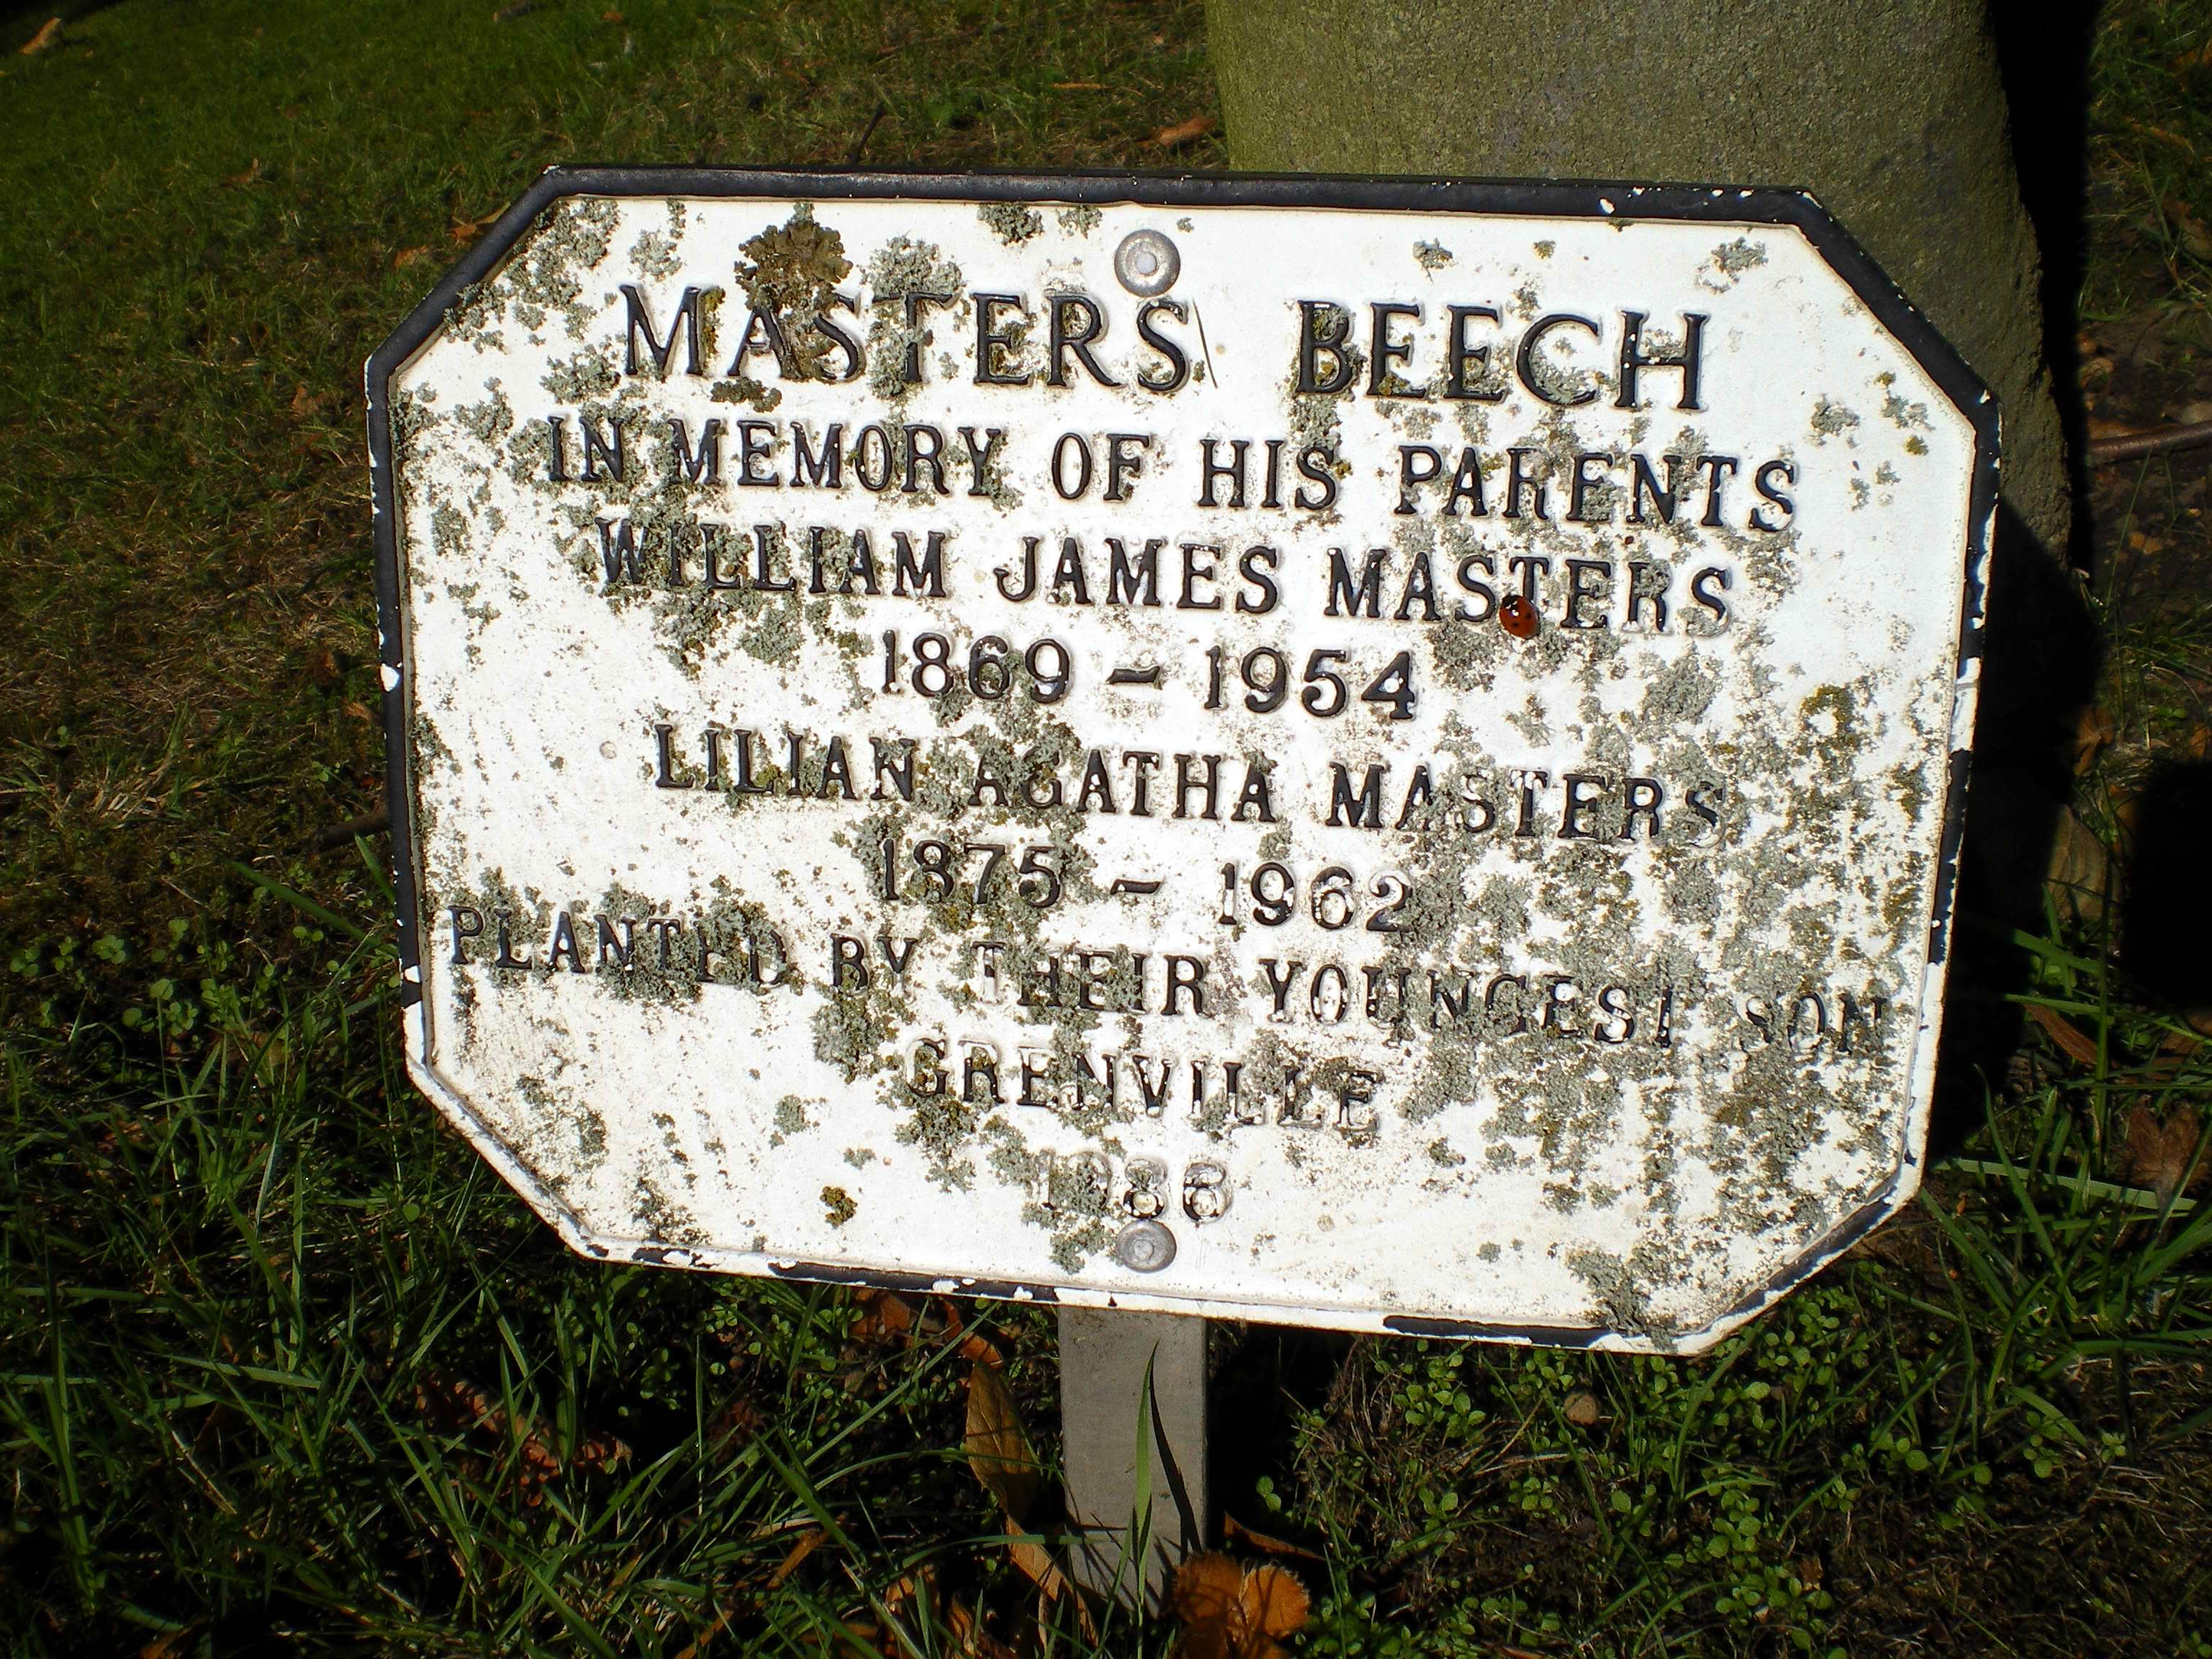 MASTERS BEECH
IN MEMORY OF HIS PARENTS
WILLIAM JAMES MASTERS
1869 - 1954
LILIAN AGATHA MASTERS
1875 - 1962
PLANTED BY THEIR YOUNGEST SON
GRENVILLE
1986